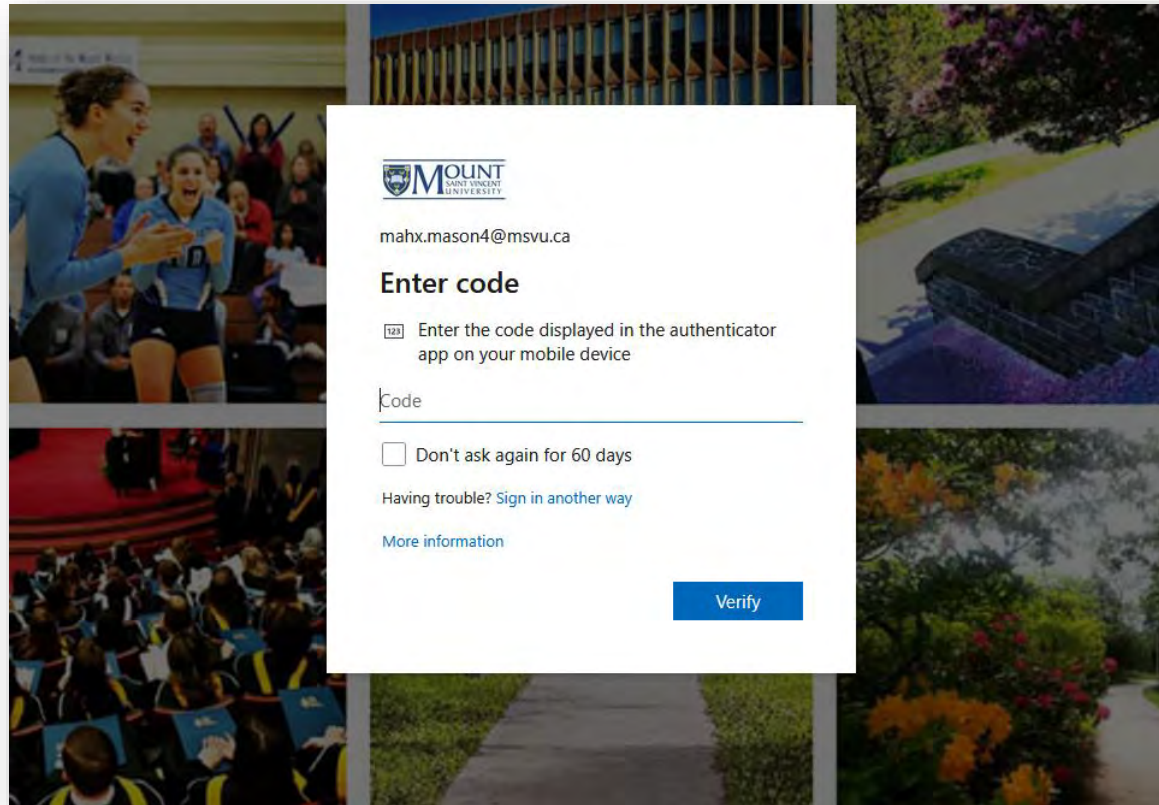 MOUNT
SAINT VINCENT
UNIVERSITY
mahx.mason4@msvu.ca
Enter code
123 Enter the code displayed in the authenticator
app on your mobile device
Code
Don't ask again for 60 days
Having trouble? Sign in another way
More information
Verify